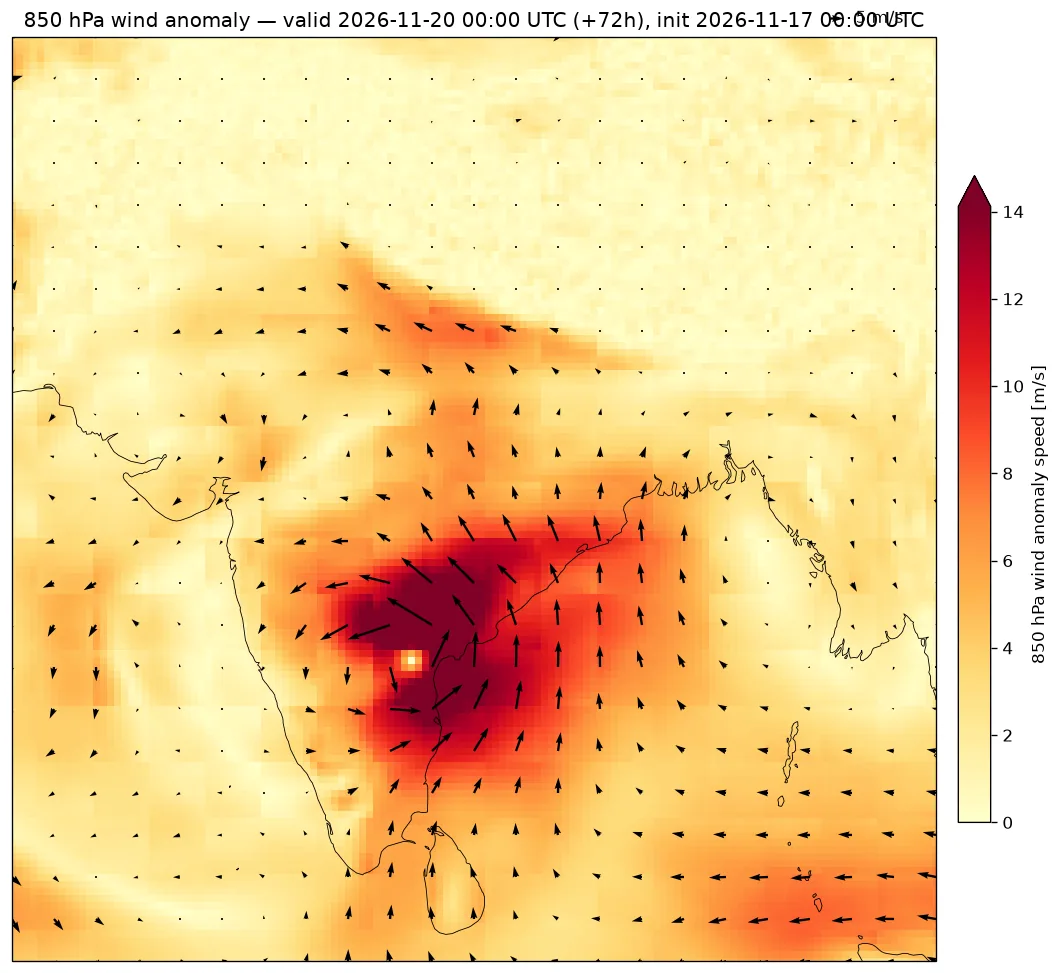 850 hPa wind anomaly — valid 2026-11-20 00:00 UTC (+72h), init 2026-11-17 00:00 UTC
5 m/s
14
12
10
8
6
4
2
0
850 hPa wind anomaly speed [m/s]